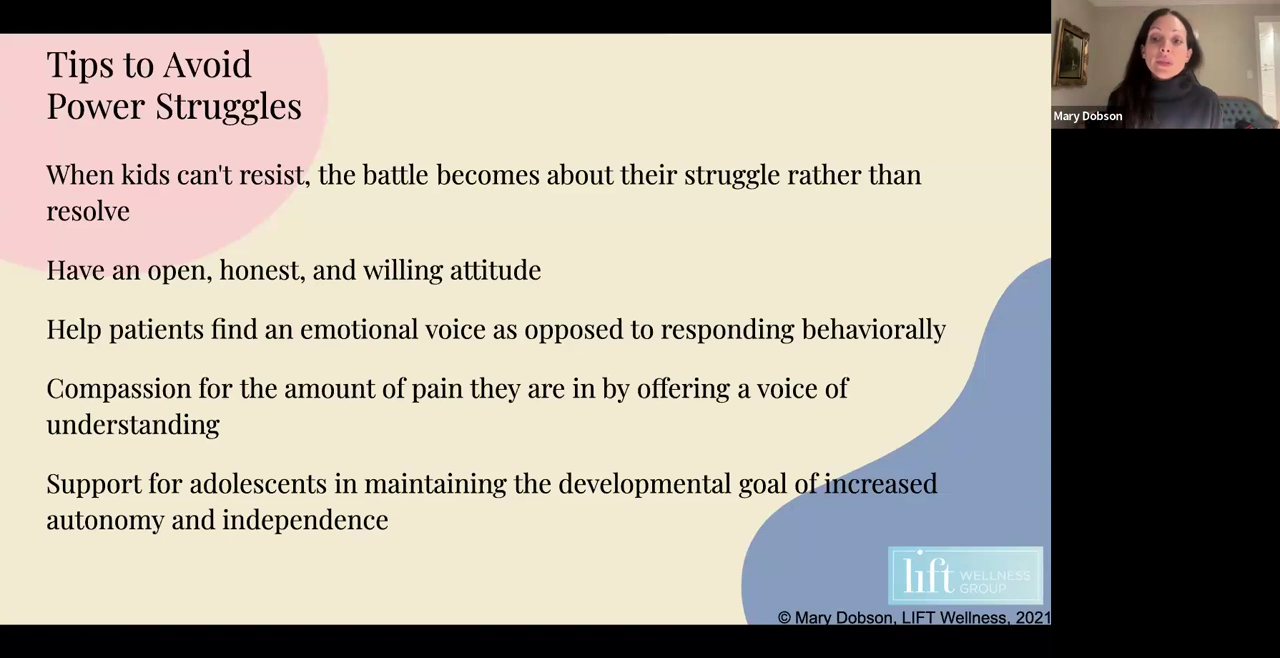 Tips to Avoid
Power Struggles
When kids can't resist, the battle becomes about their struggle rather than
resolve
Have an open, honest, and willing attitude
Help patients find an emotional voice as opposed to responding behaviorally
Compassion for the amount of pain they are in by offering a voice of
understanding
Support for adolescents in maintaining the developmental goal of increased
autonomy and independence
lift WELLNESS
GROUP
© Mary Dobson, LIFT Wellness, 2021
Mary Dobson